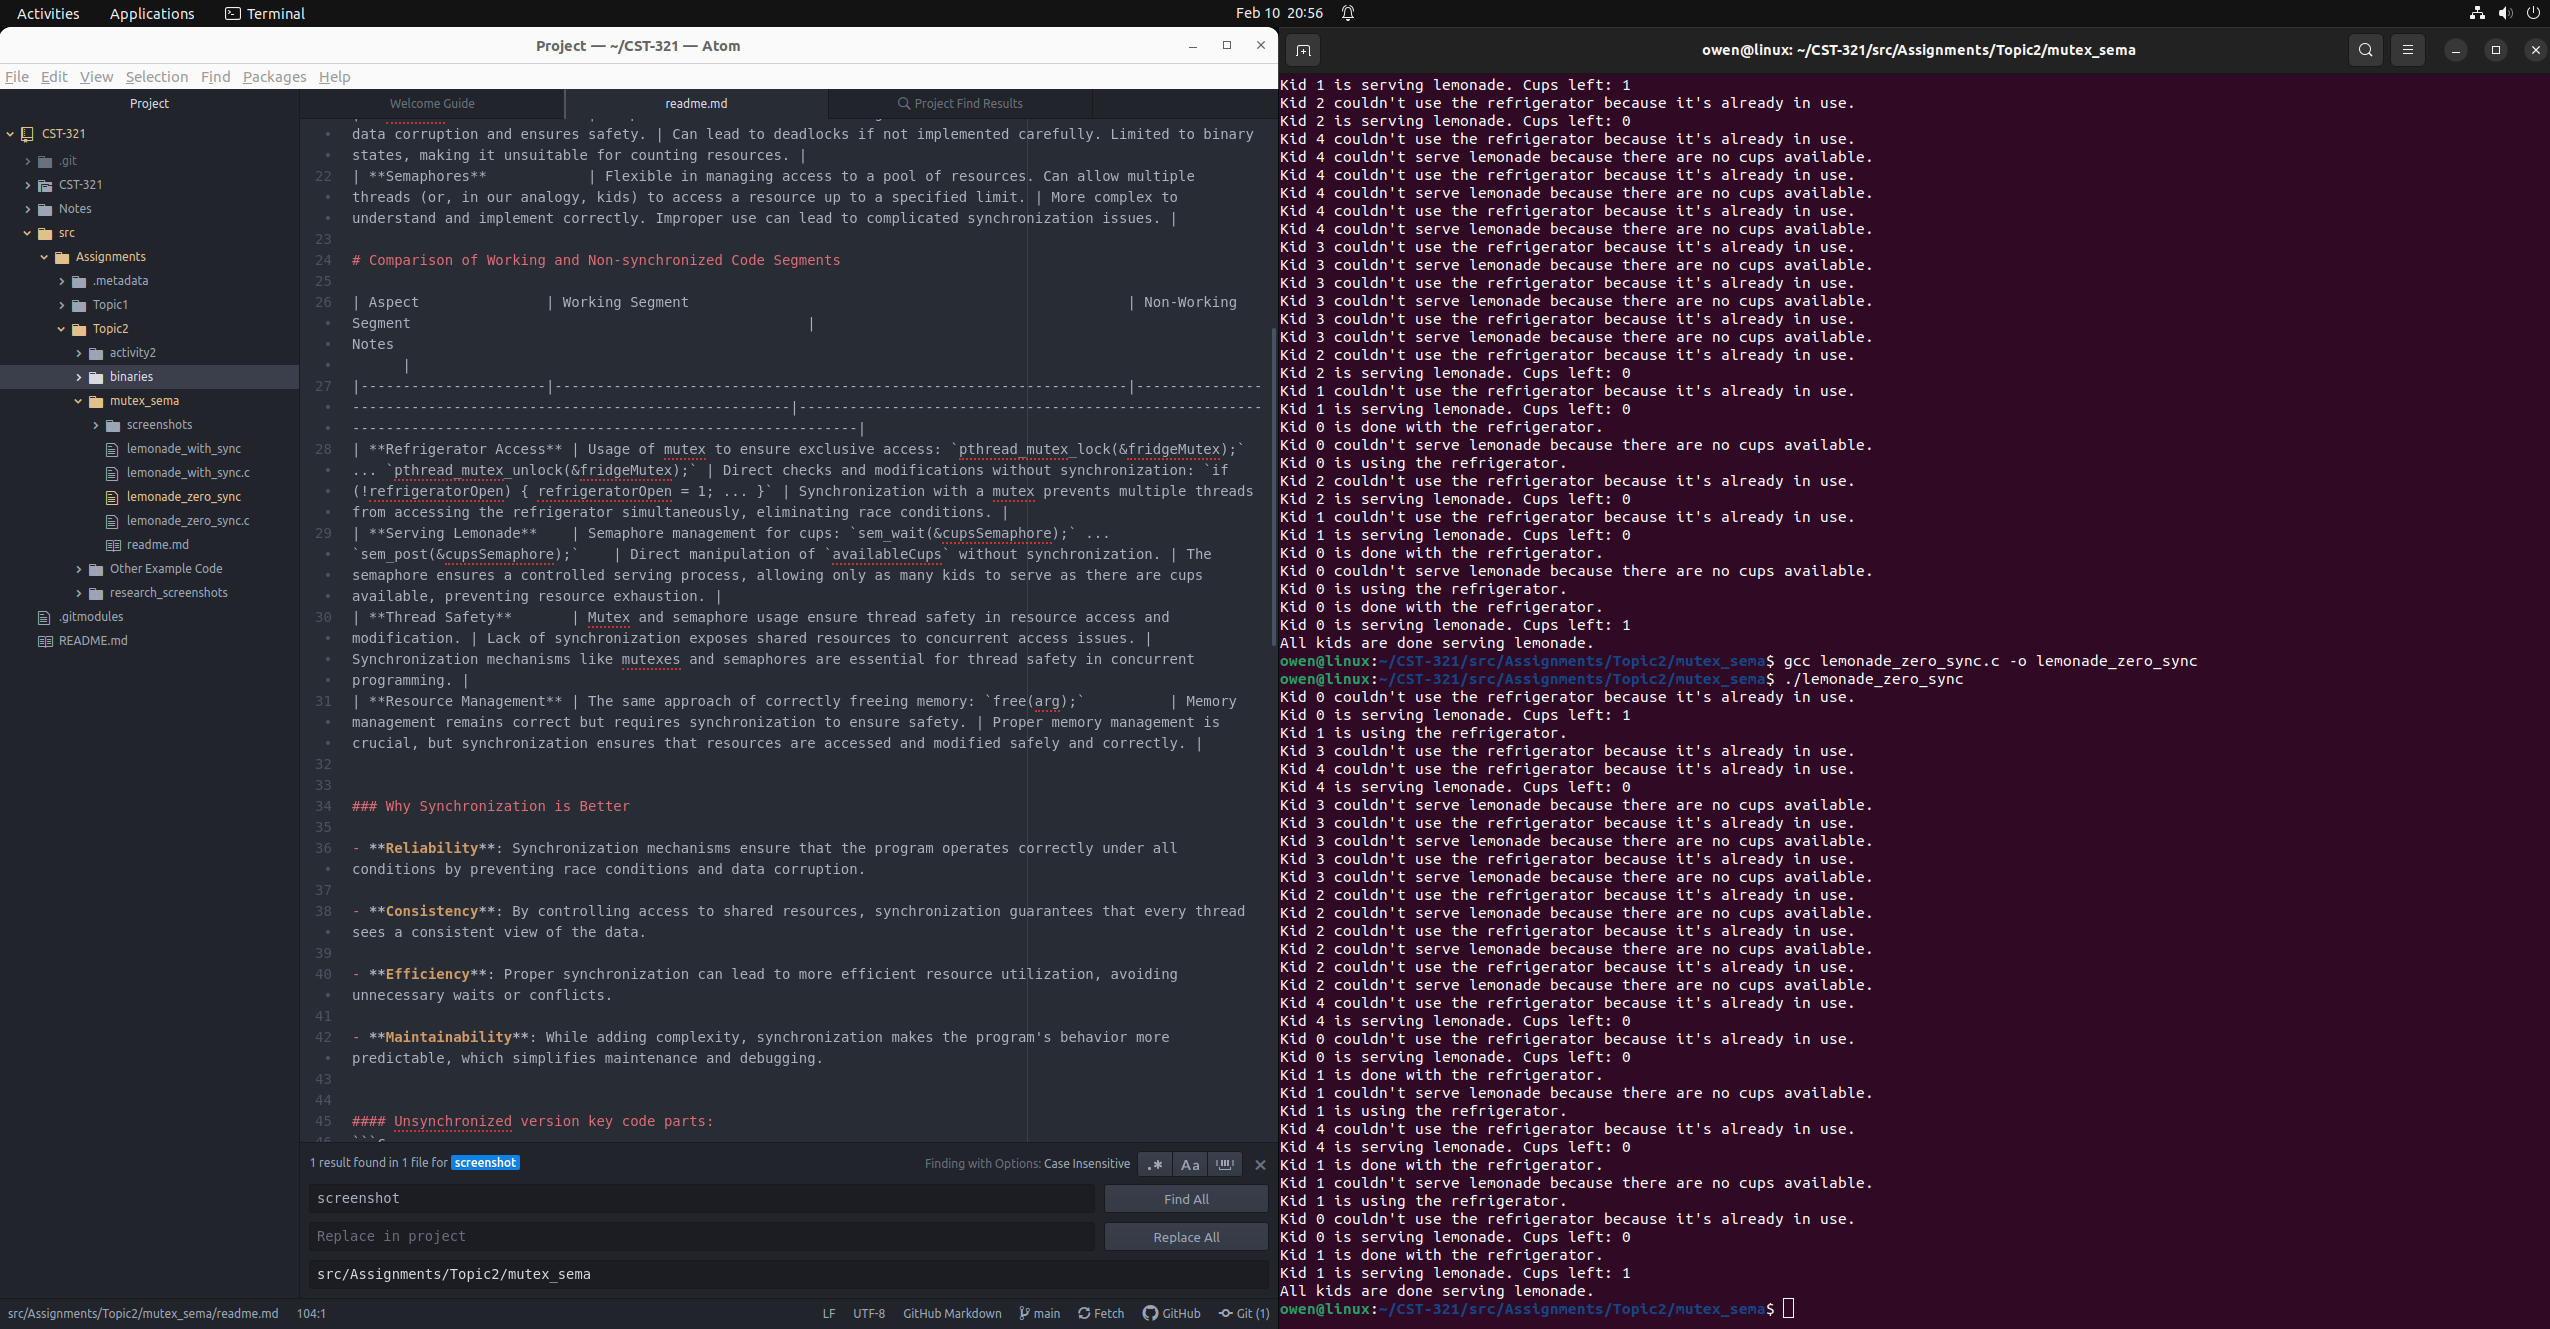 Activities Applications Terminal Feb 10 20:56
Project — ~/CST-321 — Atom
File Edit View Selection Find Packages Help
Project
CST-321
.git
CST-321
Notes
src
Assignments
.metadata
Topic1
Topic2
activity2
binaries
mutex_sema
screenshots
lemonade_with_sync
lemonade_with_sync.c
lemonade_zero_sync
lemonade_zero_sync.c
readme.md
Other Example Code
research_screenshots
.gitmodules
README.md
Welcome Guide readme.md Project Find Results
data corruption and ensures safety. | Can lead to deadlocks if not implemented carefully. Limited to binary
states, making it unsuitable for counting resources. |
22 | **Semaphores** | Flexible in managing access to a pool of resources. Can allow multiple
threads (or, in our analogy, kids) to access a resource up to a specified limit. | More complex to
understand and implement correctly. Improper use can lead to complicated synchronization issues. |
23
24 # Comparison of Working and Non-synchronized Code Segments
25
26 | Aspect | Working Segment | Non-Working
Segment |
Notes
|
27 |----------------------|--------------------------------------------------------------------|---------------
----------------------------------------------------|-------------------------------------------------------
------------------------------------------------------------|
28 | **Refrigerator Access** | Usage of mutex to ensure exclusive access: `pthread_mutex_lock(&fridgeMutex);`
... `pthread_mutex_unlock(&fridgeMutex);` | Direct checks and modifications without synchronization: `if
(!refrigeratorOpen) { refrigeratorOpen = 1; ... }` | Synchronization with a mutex prevents multiple threads
from accessing the refrigerator simultaneously, eliminating race conditions. |
29 | **Serving Lemonade** | Semaphore management for cups: `sem_wait(&cupsSemaphore);` ...
`sem_post(&cupsSemaphore);` | Direct manipulation of `availableCups` without synchronization. | The
semaphore ensures a controlled serving process, allowing only as many kids to serve as there are cups
available, preventing resource exhaustion. |
30 | **Thread Safety** | Mutex and semaphore usage ensure thread safety in resource access and
modification. | Lack of synchronization exposes shared resources to concurrent access issues. |
Synchronization mechanisms like mutexes and semaphores are essential for thread safety in concurrent
programming. |
31 | **Resource Management** | The same approach of correctly freeing memory: `free(arg);` | Memory
management remains correct but requires synchronization to ensure safety. | Proper memory management is
crucial, but synchronization ensures that resources are accessed and modified safely and correctly. |
32
33
34 ### Why Synchronization is Better
35
36 - **Reliability**: Synchronization mechanisms ensure that the program operates correctly under all
conditions by preventing race conditions and data corruption.
37
38 - **Consistency**: By controlling access to shared resources, synchronization guarantees that every thread
sees a consistent view of the data.
39
40 - **Efficiency**: Proper synchronization can lead to more efficient resource utilization, avoiding
unnecessary waits or conflicts.
41
42 - **Maintainability**: While adding complexity, synchronization makes the program's behavior more
predictable, which simplifies maintenance and debugging.
43
44
45 #### Unsynchronized version key code parts:
46 ```c
1 result found in 1 file for screenshot Finding with Options: Case Insensitive .* Aa
screenshot Find All
Replace in project Replace All
src/Assignments/Topic2/mutex_sema
src/Assignments/Topic2/mutex_sema/readme.md 104:1 LF UTF-8 GitHub Markdown main Fetch GitHub Git (1)
owen@linux: ~/CST-321/src/Assignments/Topic2/mutex_sema
Kid 1 is serving lemonade. Cups left: 1
Kid 2 couldn't use the refrigerator because it's already in use.
Kid 2 is serving lemonade. Cups left: 0
Kid 4 couldn't use the refrigerator because it's already in use.
Kid 4 couldn't serve lemonade because there are no cups available.
Kid 4 couldn't use the refrigerator because it's already in use.
Kid 4 couldn't serve lemonade because there are no cups available.
Kid 4 couldn't use the refrigerator because it's already in use.
Kid 4 couldn't serve lemonade because there are no cups available.
Kid 3 couldn't use the refrigerator because it's already in use.
Kid 3 couldn't serve lemonade because there are no cups available.
Kid 3 couldn't use the refrigerator because it's already in use.
Kid 3 couldn't serve lemonade because there are no cups available.
Kid 3 couldn't use the refrigerator because it's already in use.
Kid 3 couldn't serve lemonade because there are no cups available.
Kid 2 couldn't use the refrigerator because it's already in use.
Kid 2 is serving lemonade. Cups left: 0
Kid 1 couldn't use the refrigerator because it's already in use.
Kid 1 is serving lemonade. Cups left: 0
Kid 0 is done with the refrigerator.
Kid 0 couldn't serve lemonade because there are no cups available.
Kid 0 is using the refrigerator.
Kid 2 couldn't use the refrigerator because it's already in use.
Kid 2 is serving lemonade. Cups left: 0
Kid 1 couldn't use the refrigerator because it's already in use.
Kid 1 is serving lemonade. Cups left: 0
Kid 0 is done with the refrigerator.
Kid 0 couldn't serve lemonade because there are no cups available.
Kid 0 is using the refrigerator.
Kid 0 is done with the refrigerator.
Kid 0 is serving lemonade. Cups left: 1
All kids are done serving lemonade.
owen@linux:~/CST-321/src/Assignments/Topic2/mutex_sema$ gcc lemonade_zero_sync.c -o lemonade_zero_sync
owen@linux:~/CST-321/src/Assignments/Topic2/mutex_sema$ ./lemonade_zero_sync
Kid 0 couldn't use the refrigerator because it's already in use.
Kid 0 is serving lemonade. Cups left: 1
Kid 1 is using the refrigerator.
Kid 3 couldn't use the refrigerator because it's already in use.
Kid 4 couldn't use the refrigerator because it's already in use.
Kid 4 is serving lemonade. Cups left: 0
Kid 3 couldn't serve lemonade because there are no cups available.
Kid 3 couldn't use the refrigerator because it's already in use.
Kid 3 couldn't serve lemonade because there are no cups available.
Kid 3 couldn't use the refrigerator because it's already in use.
Kid 3 couldn't serve lemonade because there are no cups available.
Kid 2 couldn't use the refrigerator because it's already in use.
Kid 2 couldn't serve lemonade because there are no cups available.
Kid 2 couldn't use the refrigerator because it's already in use.
Kid 2 couldn't serve lemonade because there are no cups available.
Kid 2 couldn't use the refrigerator because it's already in use.
Kid 2 couldn't serve lemonade because there are no cups available.
Kid 4 couldn't use the refrigerator because it's already in use.
Kid 4 is serving lemonade. Cups left: 0
Kid 0 couldn't use the refrigerator because it's already in use.
Kid 0 is serving lemonade. Cups left: 0
Kid 1 is done with the refrigerator.
Kid 1 couldn't serve lemonade because there are no cups available.
Kid 1 is using the refrigerator.
Kid 4 couldn't use the refrigerator because it's already in use.
Kid 4 is serving lemonade. Cups left: 0
Kid 1 is done with the refrigerator.
Kid 1 couldn't serve lemonade because there are no cups available.
Kid 1 is using the refrigerator.
Kid 0 couldn't use the refrigerator because it's already in use.
Kid 0 is serving lemonade. Cups left: 0
Kid 1 is done with the refrigerator.
Kid 1 is serving lemonade. Cups left: 1
All kids are done serving lemonade.
owen@linux:~/CST-321/src/Assignments/Topic2/mutex_sema$